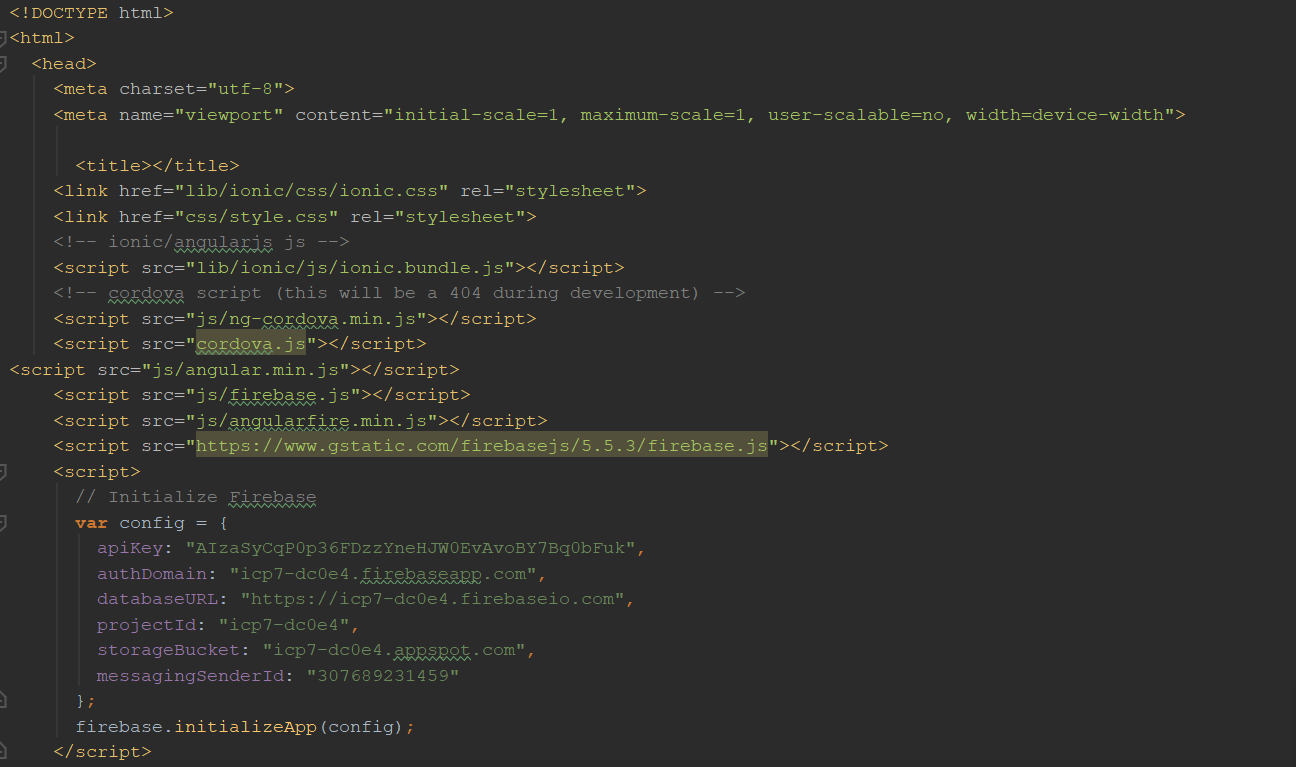 <!DOCTYPE html>
<html>
<head>
<meta charset="utf-8">
<meta name="viewport" content="initial-scale=1, maximum-scale=1, user-scalable=no, width=device-width">
<title></title>
<link href="lib/ionic/css/ionic.css" rel="stylesheet">
<link href="css/style.css" rel="stylesheet">
<!-- ionic/angularjs js -->
<script src="lib/ionic/js/ionic.bundle.js"></script>
<!-- cordova script (this will be a 404 during development) -->
<script src="js/ng-cordova.min.js"></script>
<script src="cordova.js"></script>
<script src="js/angular.min.js"></script>
<script src="js/firebase.js"></script>
<script src="js/angularfire.min.js"></script>
<script src="https://www.gstatic.com/firebasejs/5.5.3/firebase.js"></script>
<script>
// Initialize Firebase
var config = {
apiKey: "AIzaSyCqP0p36FDzzYneHJW0EvAvoBY7Bq0bFuk",
authDomain: "icp7-dc0e4.firebaseapp.com",
databaseURL: "https://icp7-dc0e4.firebaseio.com",
projectId: "icp7-dc0e4",
storageBucket: "icp7-dc0e4.appspot.com",
messagingSenderId: "307689231459"
};
firebase.initializeApp(config);
</script>